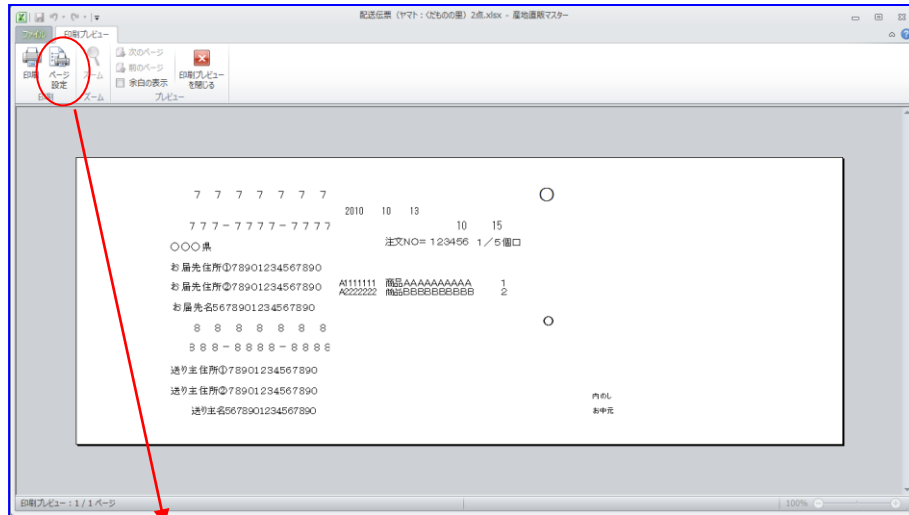 配送伝票（ヤマト：くだものの里）2点.xlsx - 産地直販マスター
ファイル 印刷プレビュー
印刷
ページ設定
ズーム
次のページ
前のページ
余白の表示
印刷プレビューを閉じる
印刷 ズーム プレビュー
7 7 7 7 7 7 7 ○
2010 10 13
777-7777-7777 10 15
○○○県 注文NO=123456 1／5個口
お届先住所①78901234567890
お届先住所②78901234567890 A1111111 商品AAAAAAAAAA 1
A2222222 商品BBBBBBBBBB 2
お届先名5678901234567890
8 8 8 8 8 8 8 ○
888-8888-8888
送り主住所①78901234567890
送り主住所②78901234567890 内のし
送り主名5678901234567890 お中元
印刷プレビュー：1 / 1 ページ 100%